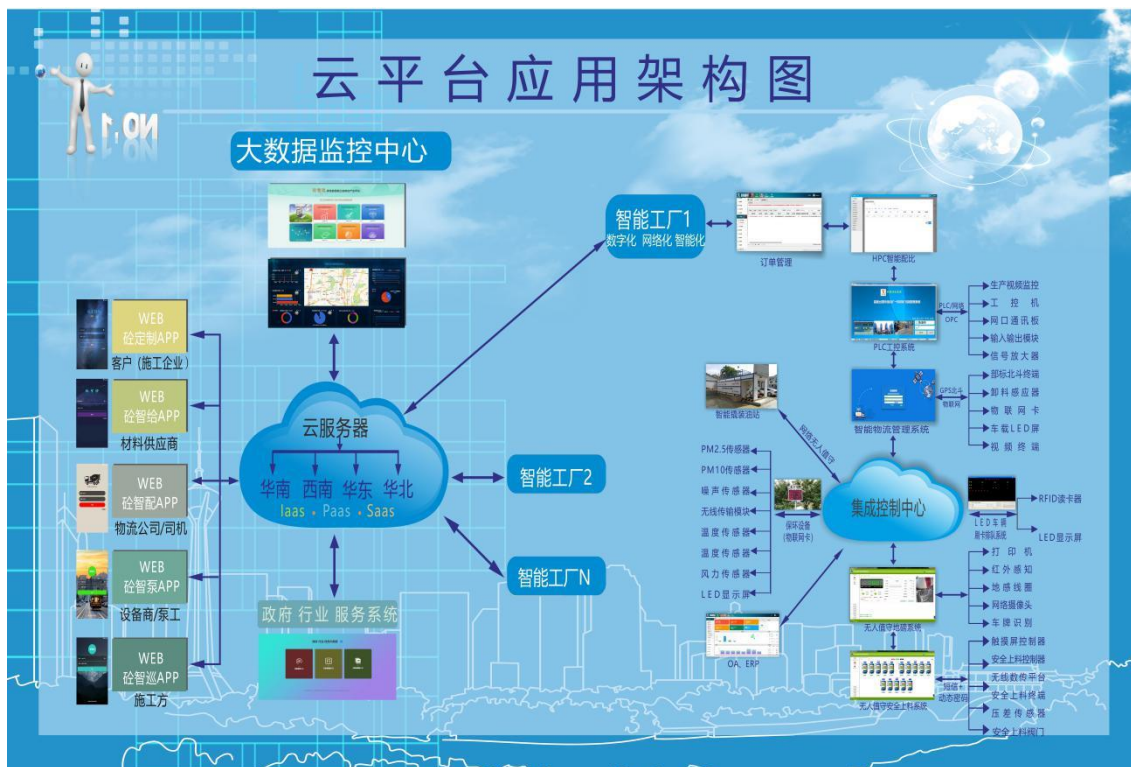 云平台应用架构图
NO,1
大数据监控中心
智能工厂1
数字化 网络化 智能化
订单管理
HPC智能配比
PLC/网络
OPC
PLC工控系统
生产视频监控
工控机
网口通讯板
输入输出模块
信号放大器
GPS北斗
物联网
智能物流管理系统
部标北斗终端
卸料感应器
物联网卡
车载LED屏
视频终端
WEB
砼定制APP
客户（施工企业）
WEB
砼智给APP
材料供应商
WEB
砼智配APP
物流公司/司机
WEB
砼智泵APP
设备商/泵工
WEB
砼智巡APP
施工方
云服务器
华南 西南 华东 华北
Iaas • Paas • Saas
智能工厂2
智能工厂N
政府 行业 服务系统
智能撬装油站
网络无人值守
PM2.5传感器
PM10传感器
噪声传感器
无线传输模块
温度传感器
温度传感器
风力传感器
LED显示屏
保环设备
(物联网卡)
集成控制中心
LED车辆
刷卡排队系统
RFID读卡器
LED显示屏
OA、ERP
无人值守地磅系统
打印机
红外感知
地感线圈
网络摄像头
车牌识别
无人值守安全上料系统
短信+
动态密码
触摸屏控制器
安全上料控制器
无线数传平台
安全上料终端
压差传感器
安全上料阀门